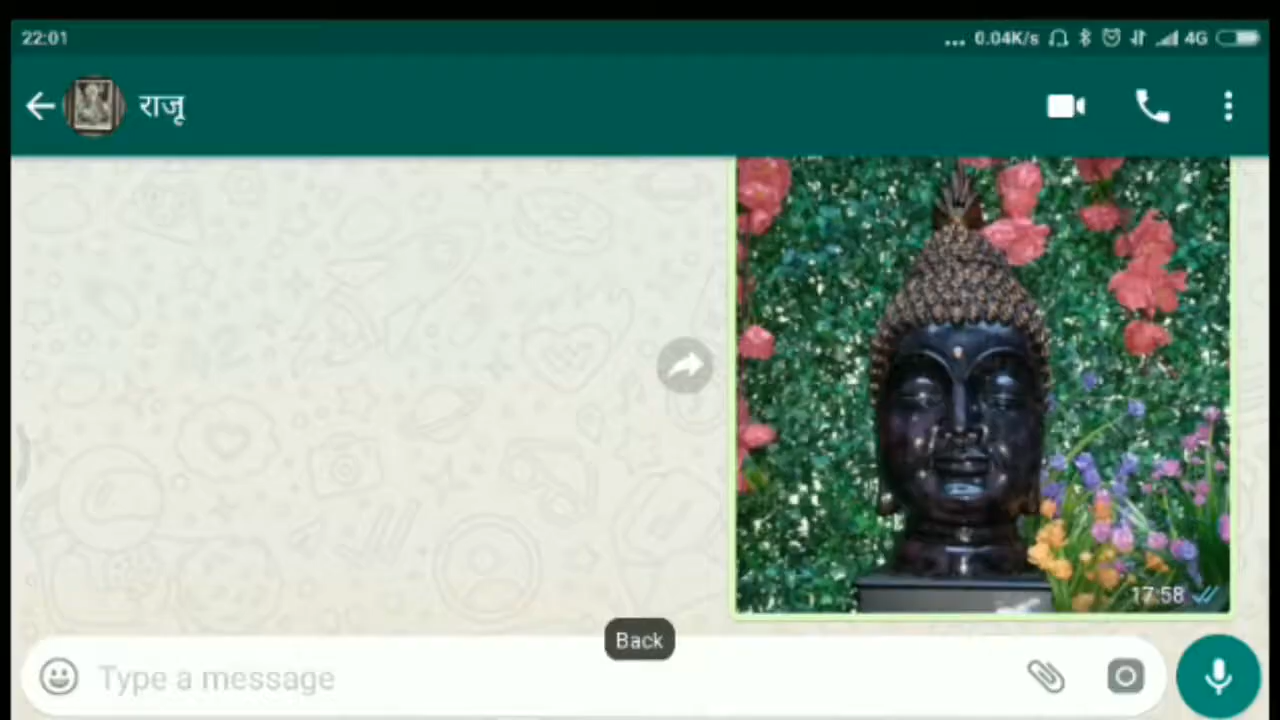 22:01
... 0.04K/s 4G
राजू
17:58
Back
Type a message